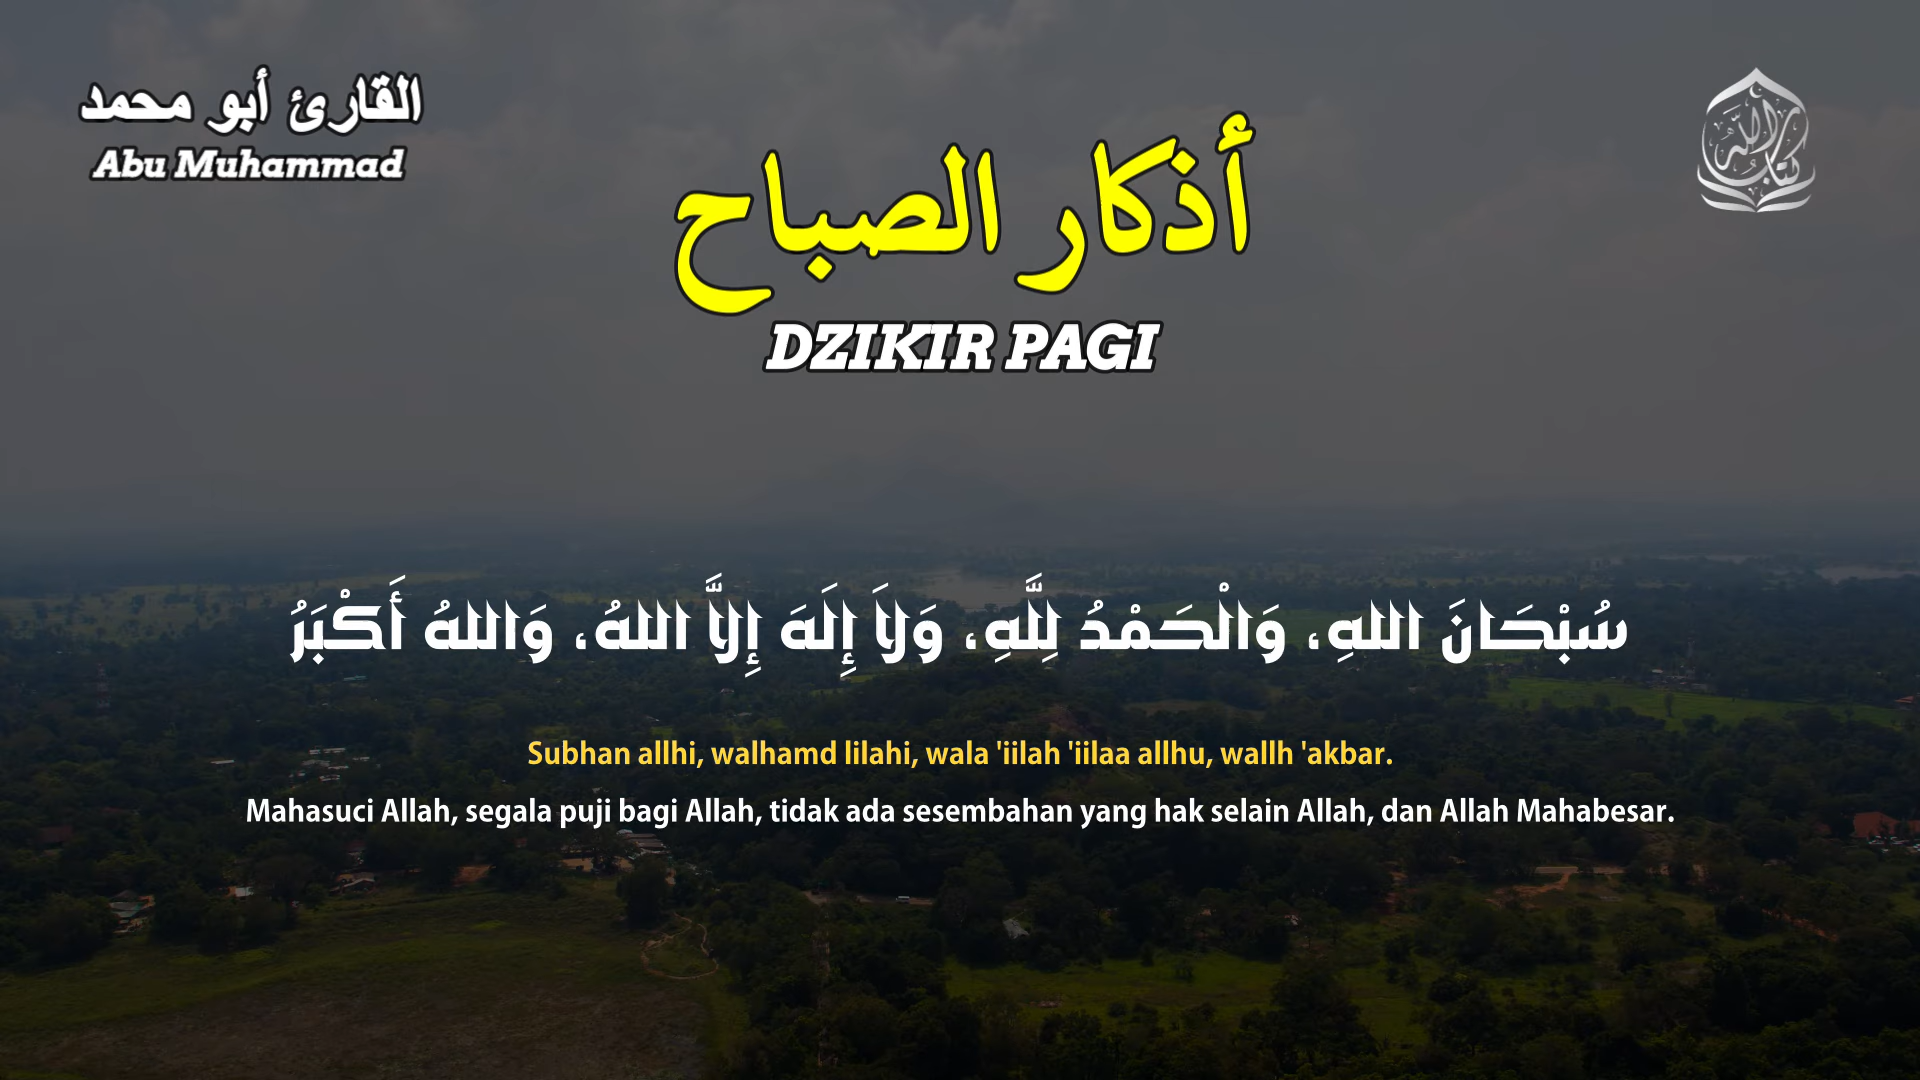 القارئ أبو محمد
Abu Muhammad
كتاب الله
أذكار الصباح
DZIKIR PAGI
سُبْحَانَ اللهِ، وَالْحَمْدُ لِلَّهِ، وَلاَ إِلَهَ إِلاَّ اللهُ، وَاللهُ أَكْبَرُ
Subhan allhi, walhamd lilahi, wala 'iilah 'iilaa allhu, wallh 'akbar.
Mahasuci Allah, segala puji bagi Allah, tidak ada sesembahan yang hak selain Allah, dan Allah Mahabesar.